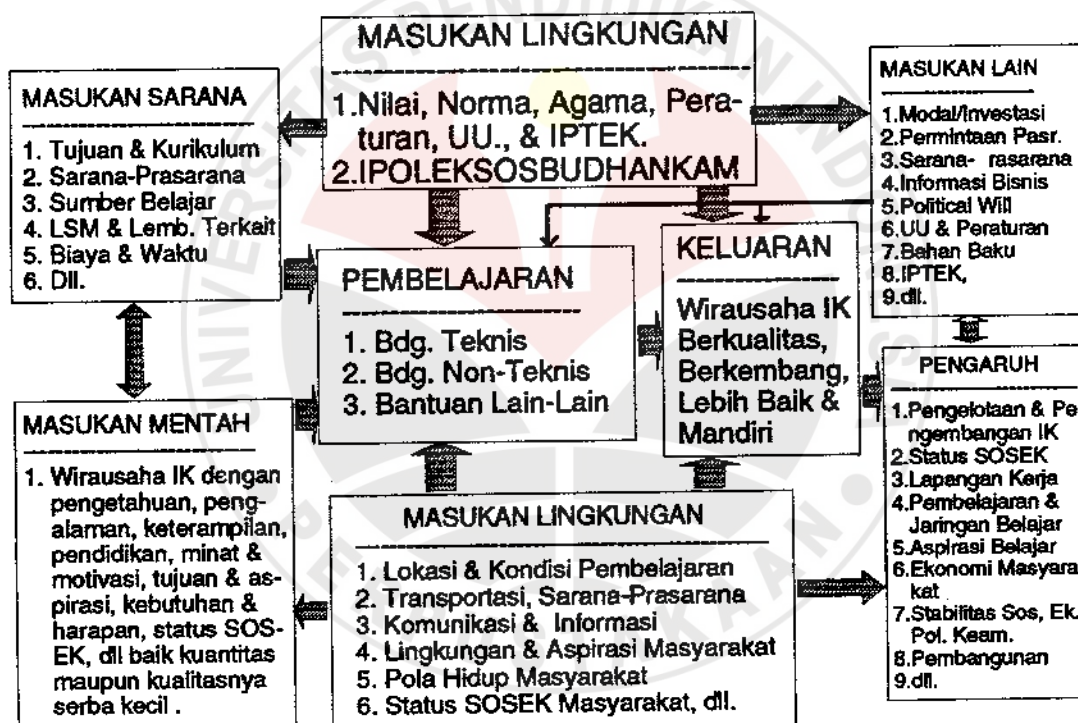 MASUKAN LINGKUNGAN
1.Nilai, Norma, Agama, Pera-
turan, UU., & IPTEK.
2.IPOLEKSOSBUDHANKAM
MASUKAN SARANA
1. Tujuan & Kurikulum
2. Sarana-Prasarana
3. Sumber Belajar
4. LSM & Lemb. Terkait
5. Biaya & Waktu
6. Dll.
MASUKAN LAIN
1.Modal/Investasi
2.Permintaan Pasr.
3.Sarana- rasarana
4.Informasi Bisnis
5.Political Will
6.UU & Peraturan
7.Bahan Baku
8.IPTEK,
9.dll.
PEMBELAJARAN
1. Bdg. Teknis
2. Bdg. Non-Teknis
3. Bantuan Lain-Lain
KELUARAN
Wirausaha IK
Berkualitas,
Berkembang,
Lebih Baik &
Mandiri
MASUKAN MENTAH
1. Wirausaha IK dengan
pengetahuan, peng-
alaman, keterampilan,
pendidikan, minat &
motivasi, tujuan & as-
pirasi, kebutuhan &
harapan, status SOS-
EK, dll baik kuantitas
maupun kualitasnya
serba kecil .
MASUKAN LINGKUNGAN
1. Lokasi & Kondisi Pembelajaran
2. Transportasi, Sarana-Prasarana
3. Komunikasi & Informasi
4. Lingkungan & Aspirasi Masyarakat
5. Pola Hidup Masyarakat
6. Status SOSEK Masyarakat, dll.
PENGARUH
1.Pengelolaan & Pe
ngembangan IK
2.Status SOSEK
3.Lapangan Kerja
4.Pembelajaran &
Jaringan Belajar
5.Aspirasi Belajar
6.Ekonomi Masyara
kat
7.Stabilitas Sos, Ek.
Pol. Keam.
8.Pembangunan
9.dll.